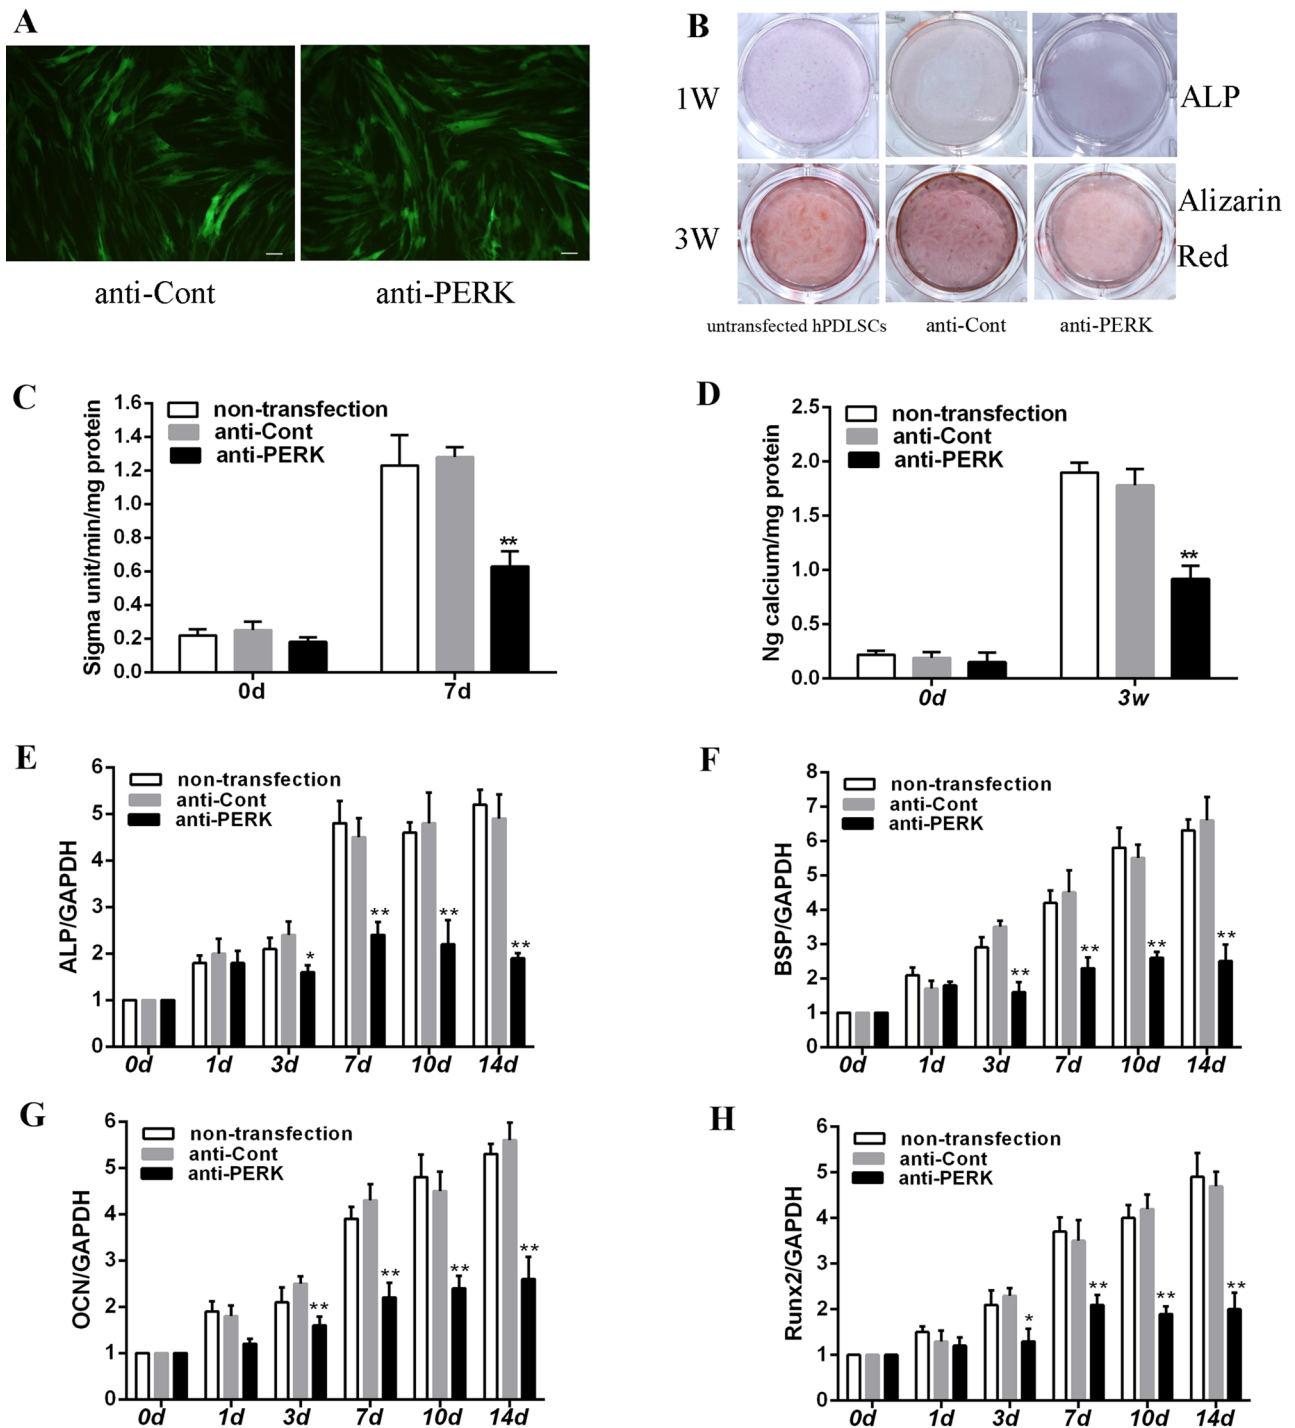 A
anti-Cont
anti-PERK
B
1W
ALP
3W
Alizarin
Red
untransfected hPDLSCs
anti-Cont
anti-PERK
C
Sigma unit/min/mg protein
1.6
1.4
1.2
1.0
0.8
0.6
0.4
0.2
0.0
non-transfection
anti-Cont
anti-PERK
**
0d
7d
D
Ng calcium/mg protein
2.5
2.0
1.5
1.0
0.5
0.0
non-transfection
anti-Cont
anti-PERK
**
0d
3w
E
ALP/GAPDH
6
5
4
3
2
1
0
non-transfection
anti-Cont
anti-PERK
*
**
**
**
0d
1d
3d
7d
10d
14d
F
BSP/GAPDH
8
7
6
5
4
3
2
1
0
non-transfection
anti-Cont
anti-PERK
**
**
**
**
0d
1d
3d
7d
10d
14d
G
OCN/GAPDH
6
5
4
3
2
1
0
non-transfection
anti-Cont
anti-PERK
**
**
**
**
0d
1d
3d
7d
10d
14d
H
Runx2/GAPDH
6
5
4
3
2
1
0
non-transfection
anti-Cont
anti-PERK
*
**
**
**
0d
1d
3d
7d
10d
14d